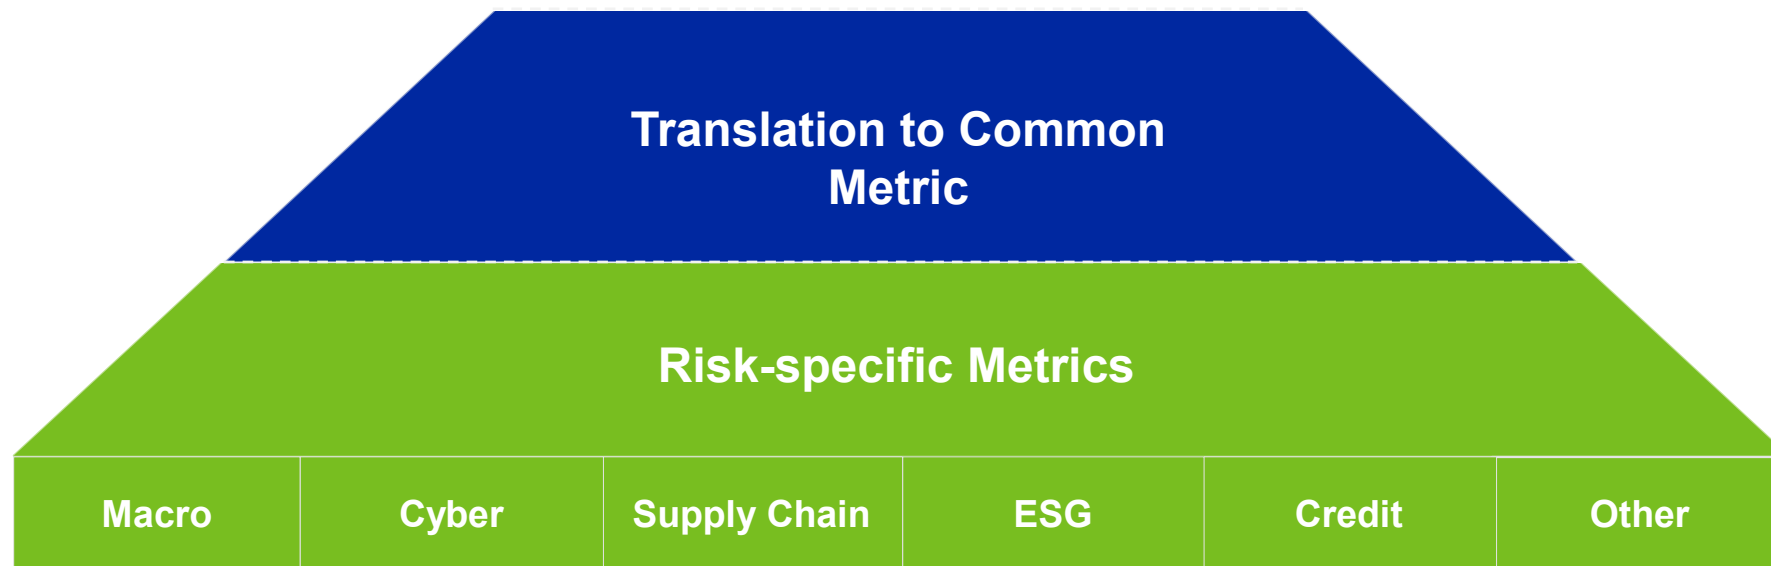 Translation to Common
Metric
Risk-specific Metrics
Macro
Cyber
Supply Chain
ESG
Credit
Other